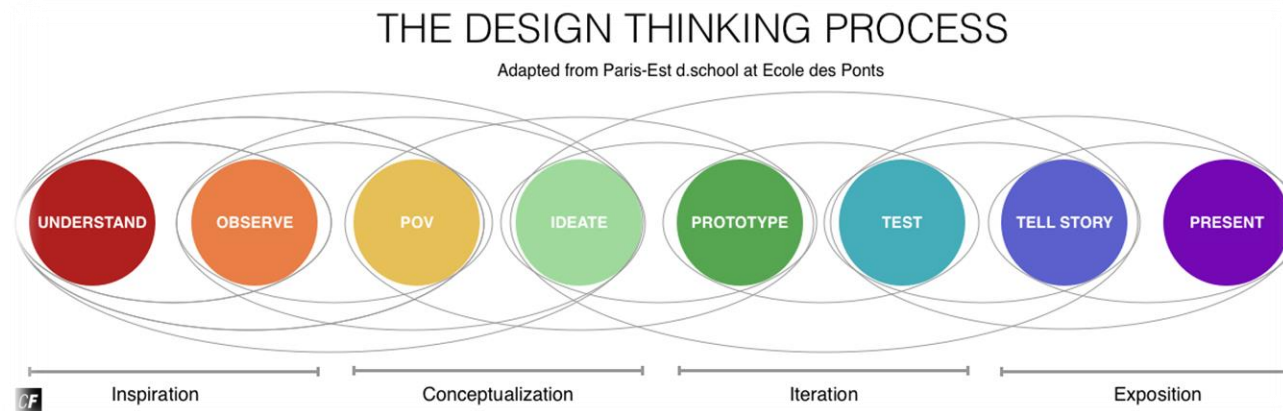 THE DESIGN THINKING PROCESS
Adapted from Paris-Est d.school at Ecole des Ponts
UNDERSTAND
OBSERVE
POV
IDEATE
PROTOTYPE
TEST
TELL STORY
PRESENT
Inspiration
Conceptualization
Iteration
Exposition
CF